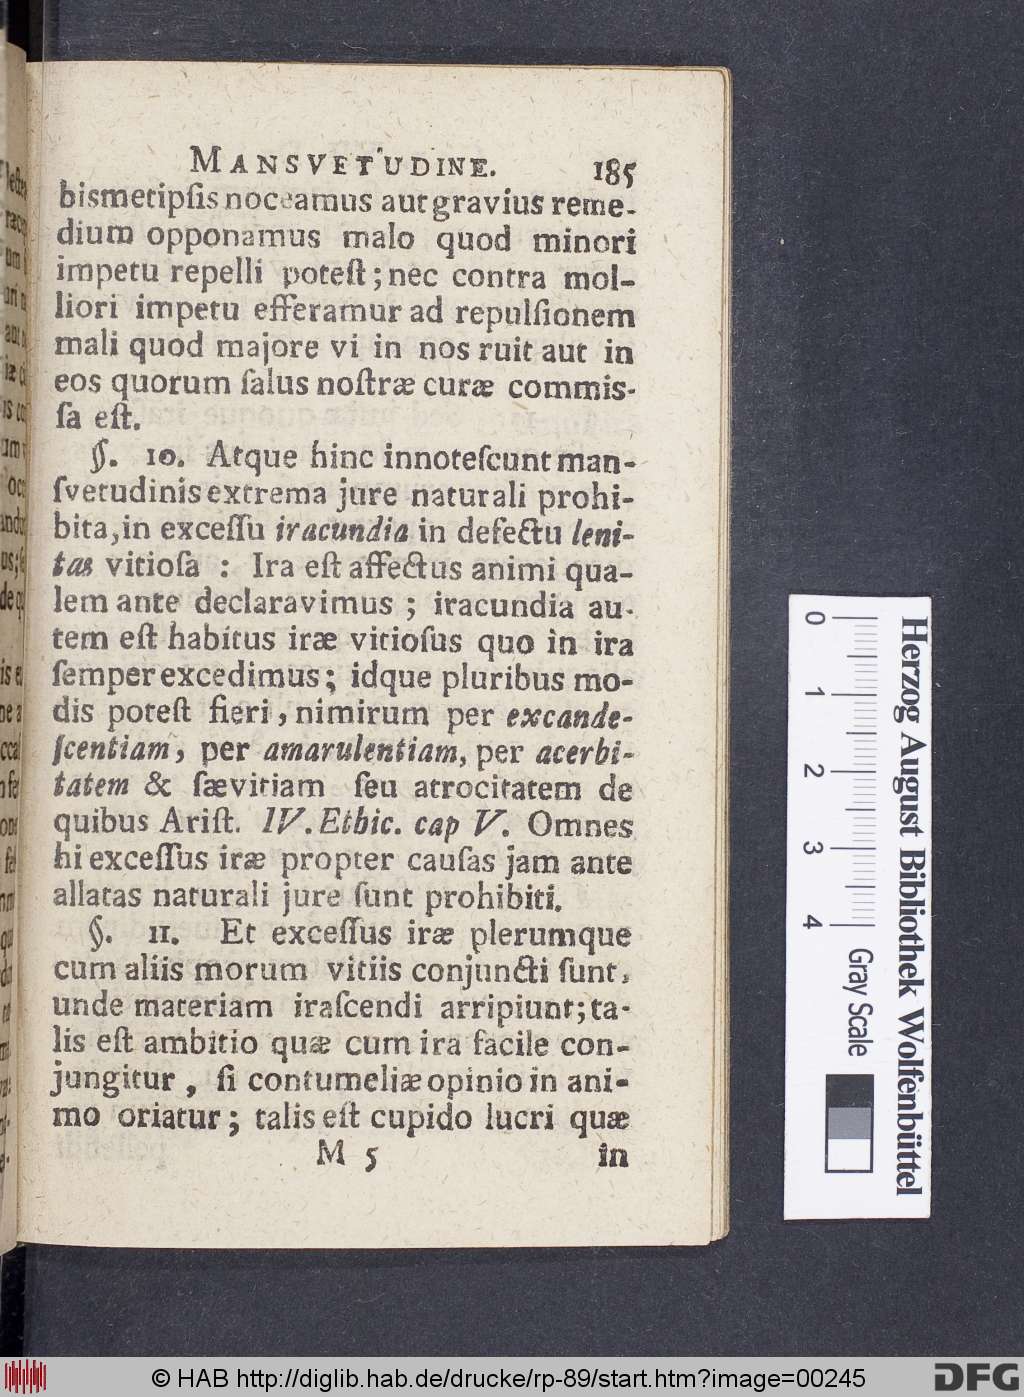 MANSVETUDINE. 185
bismetipſis noceamus aut gravius reme-
dium opponamus malo quod minori
impetu repelli poteſt; nec contra mol-
liori impetu efferamur ad repulſionem
mali quod majore vi in nos ruit aut in
eos quorum ſalus noſtræ curæ commis-
ſa eſt.
§. 10. Atque hinc innoteſcunt man-
ſvetudinis extrema jure naturali prohi-
bita, in exceſſu iracundia in defectu leni-
tas vitioſa : Ira eſt affectus animi qua-
lem ante declaravimus ; iracundia au-
tem eſt habitus iræ vitioſus quo in ira
ſemper excedimus; idque pluribus mo-
dis poteſt fieri, nimirum per excande-
ſcentiam, per amarulentiam, per acerbi-
tatem & ſævitiam ſeu atrocitatem de
quibus Ariſt. IV. Ethic. cap V. Omnes
hi exceſſus iræ propter cauſas jam ante
allatas naturali jure ſunt prohibiti.
§. 11. Et exceſſus iræ plerumque
cum aliis morum vitiis conjuncti ſunt,
unde materiam iraſcendi arripiunt; ta-
lis eſt ambitio quæ cum ira facile con-
jungitur, ſi contumeliæ opinio in ani-
mo oriatur; talis eſt cupido lucri quæ
M 5 in
0 1 2 3 4
Gray Scale
Herzog August Bibliothek Wolfenbüttel
© HAB http://diglib.hab.de/drucke/rp-89/start.htm?image=00245
DFG